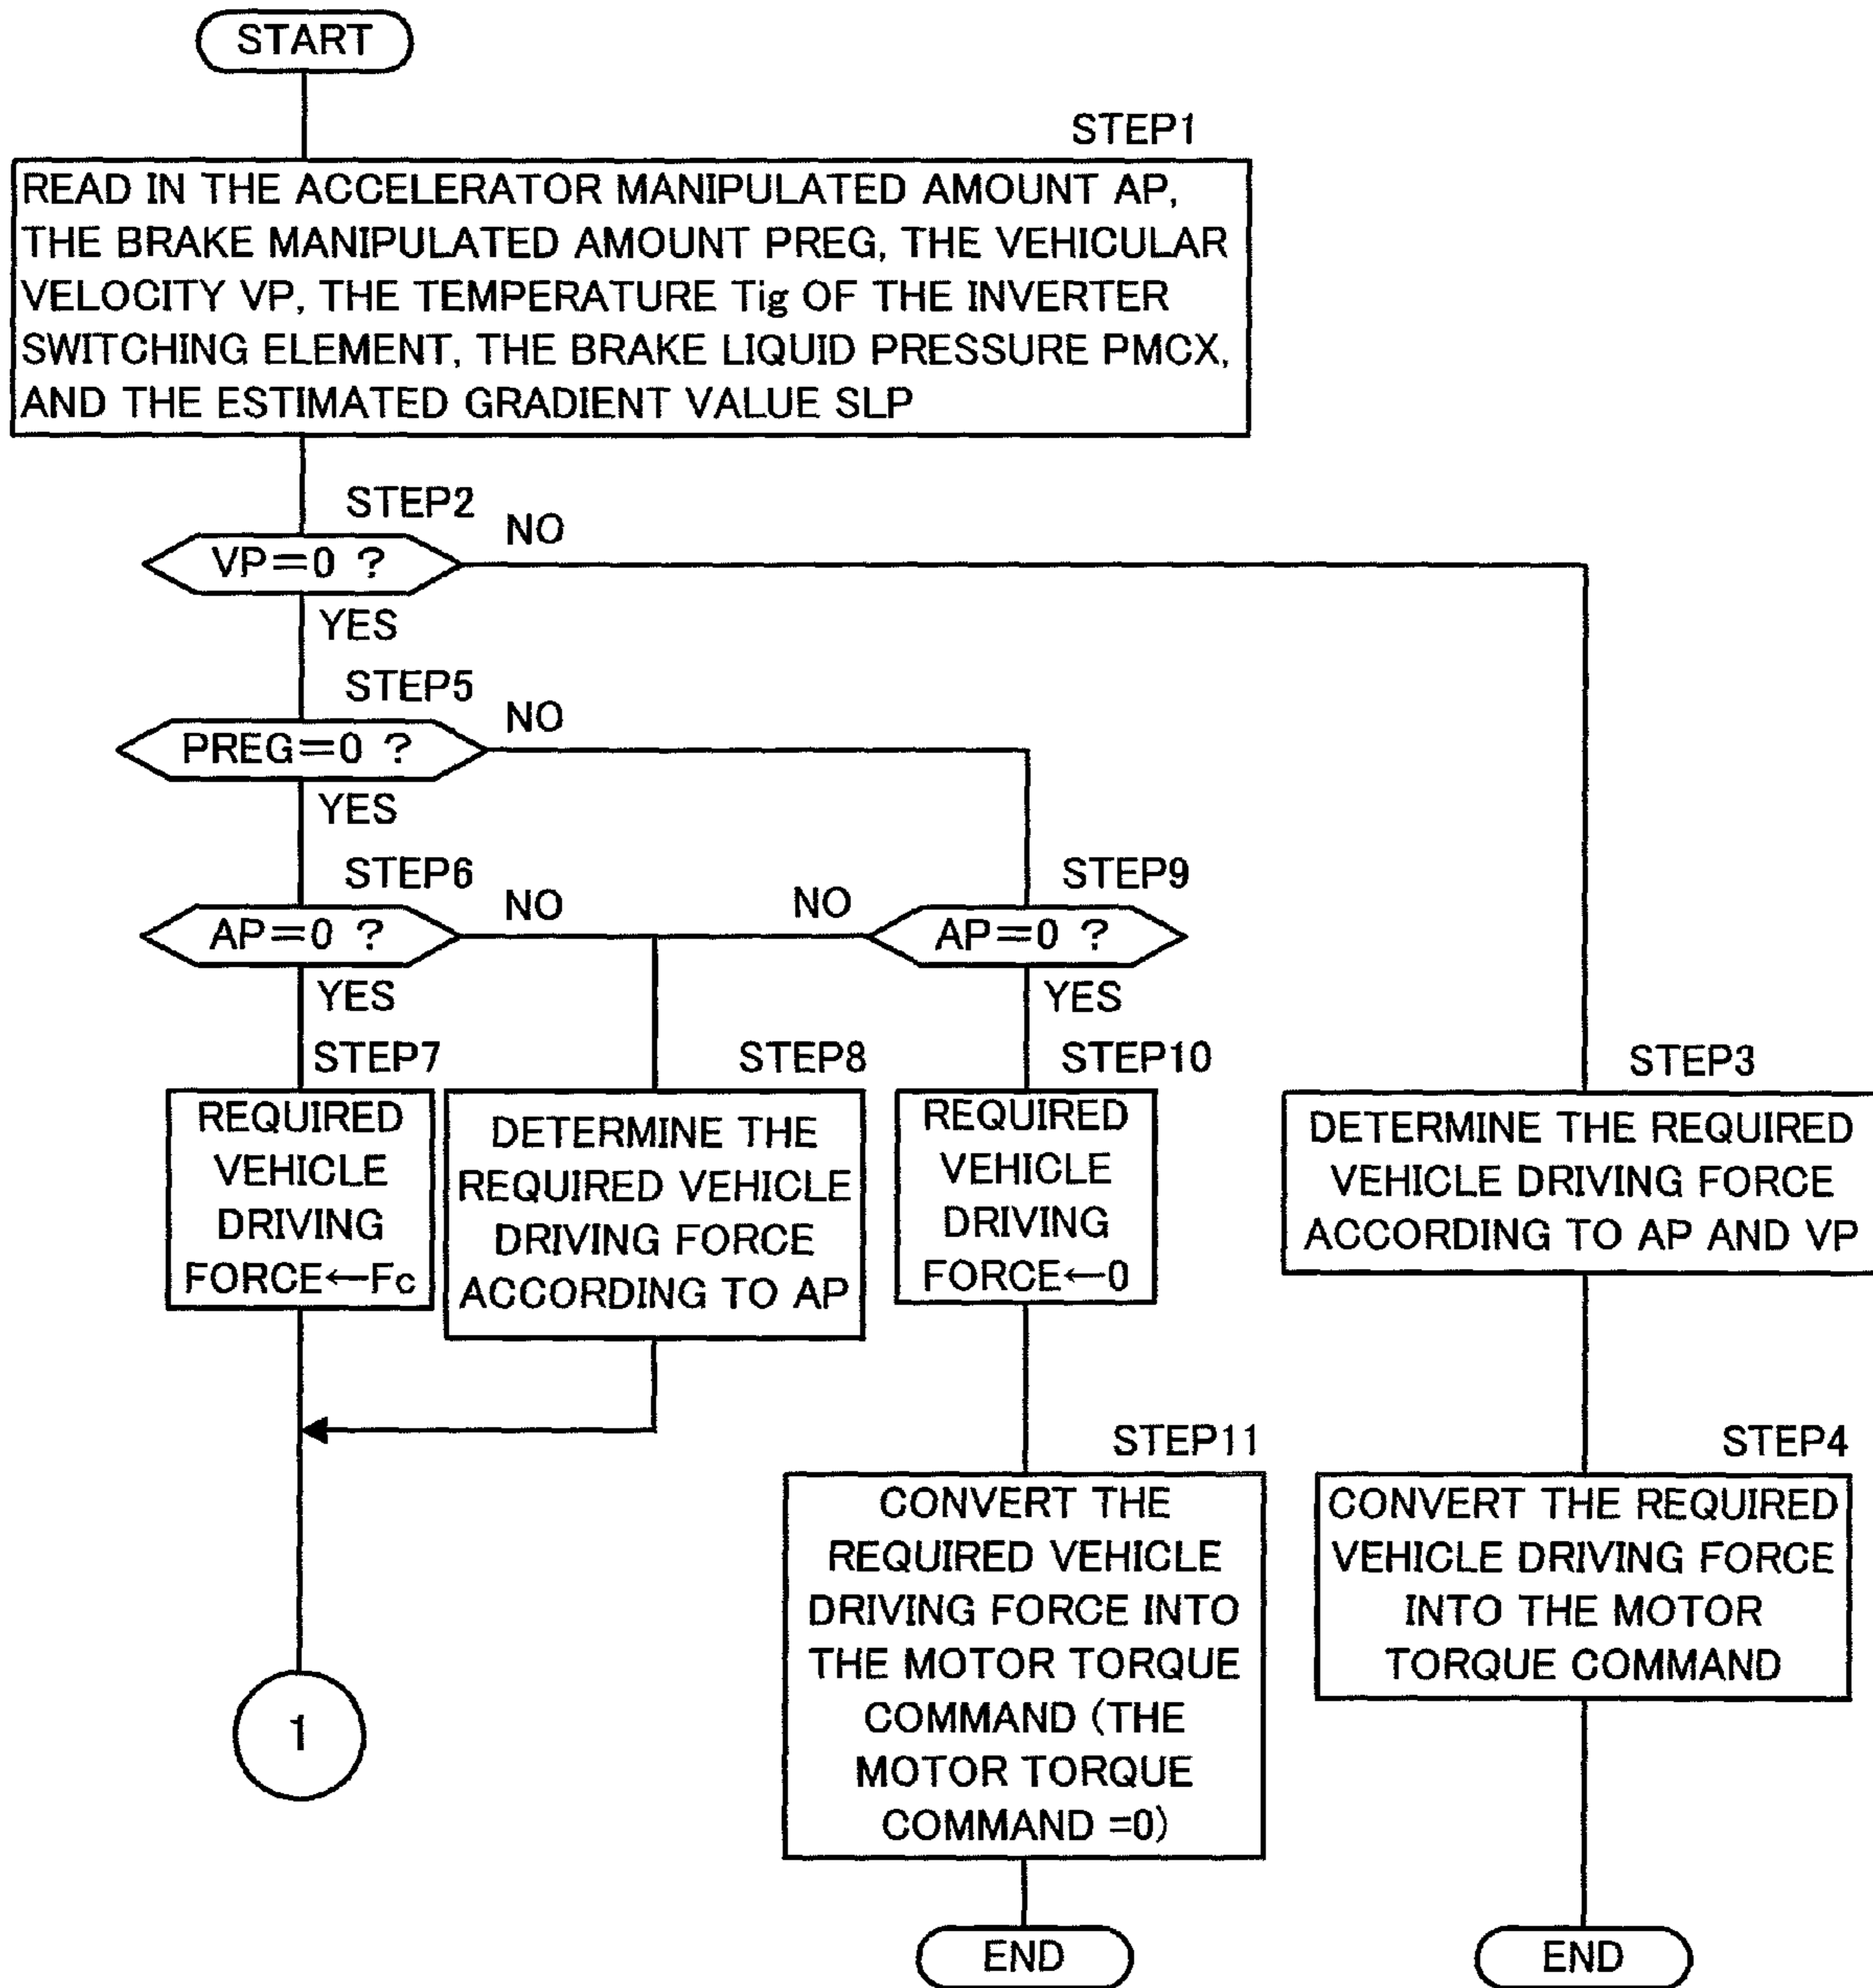 START
STEP1
READ IN THE ACCELERATOR MANIPULATED AMOUNT AP,
THE BRAKE MANIPULATED AMOUNT PREG, THE VEHICULAR
VELOCITY VP, THE TEMPERATURE Tig OF THE INVERTER
SWITCHING ELEMENT, THE BRAKE LIQUID PRESSURE PMCX,
AND THE ESTIMATED GRADIENT VALUE SLP
STEP2
NO
VP=0 ?
YES
STEP5
NO
PREG=0 ?
YES
STEP6
NO
AP=0 ?
YES
STEP9
NO
AP=0 ?
YES
STEP7
REQUIRED
VEHICLE
DRIVING
FORCE←Fc
STEP8
DETERMINE THE
REQUIRED VEHICLE
DRIVING FORCE
ACCORDING TO AP
STEP10
REQUIRED
VEHICLE
DRIVING
FORCE←0
STEP3
DETERMINE THE REQUIRED
VEHICLE DRIVING FORCE
ACCORDING TO AP AND VP
STEP11
CONVERT THE
REQUIRED VEHICLE
DRIVING FORCE INTO
THE MOTOR TORQUE
COMMAND (THE
MOTOR TORQUE
COMMAND =0)
STEP4
CONVERT THE REQUIRED
VEHICLE DRIVING FORCE
INTO THE MOTOR
TORQUE COMMAND
1
END
END